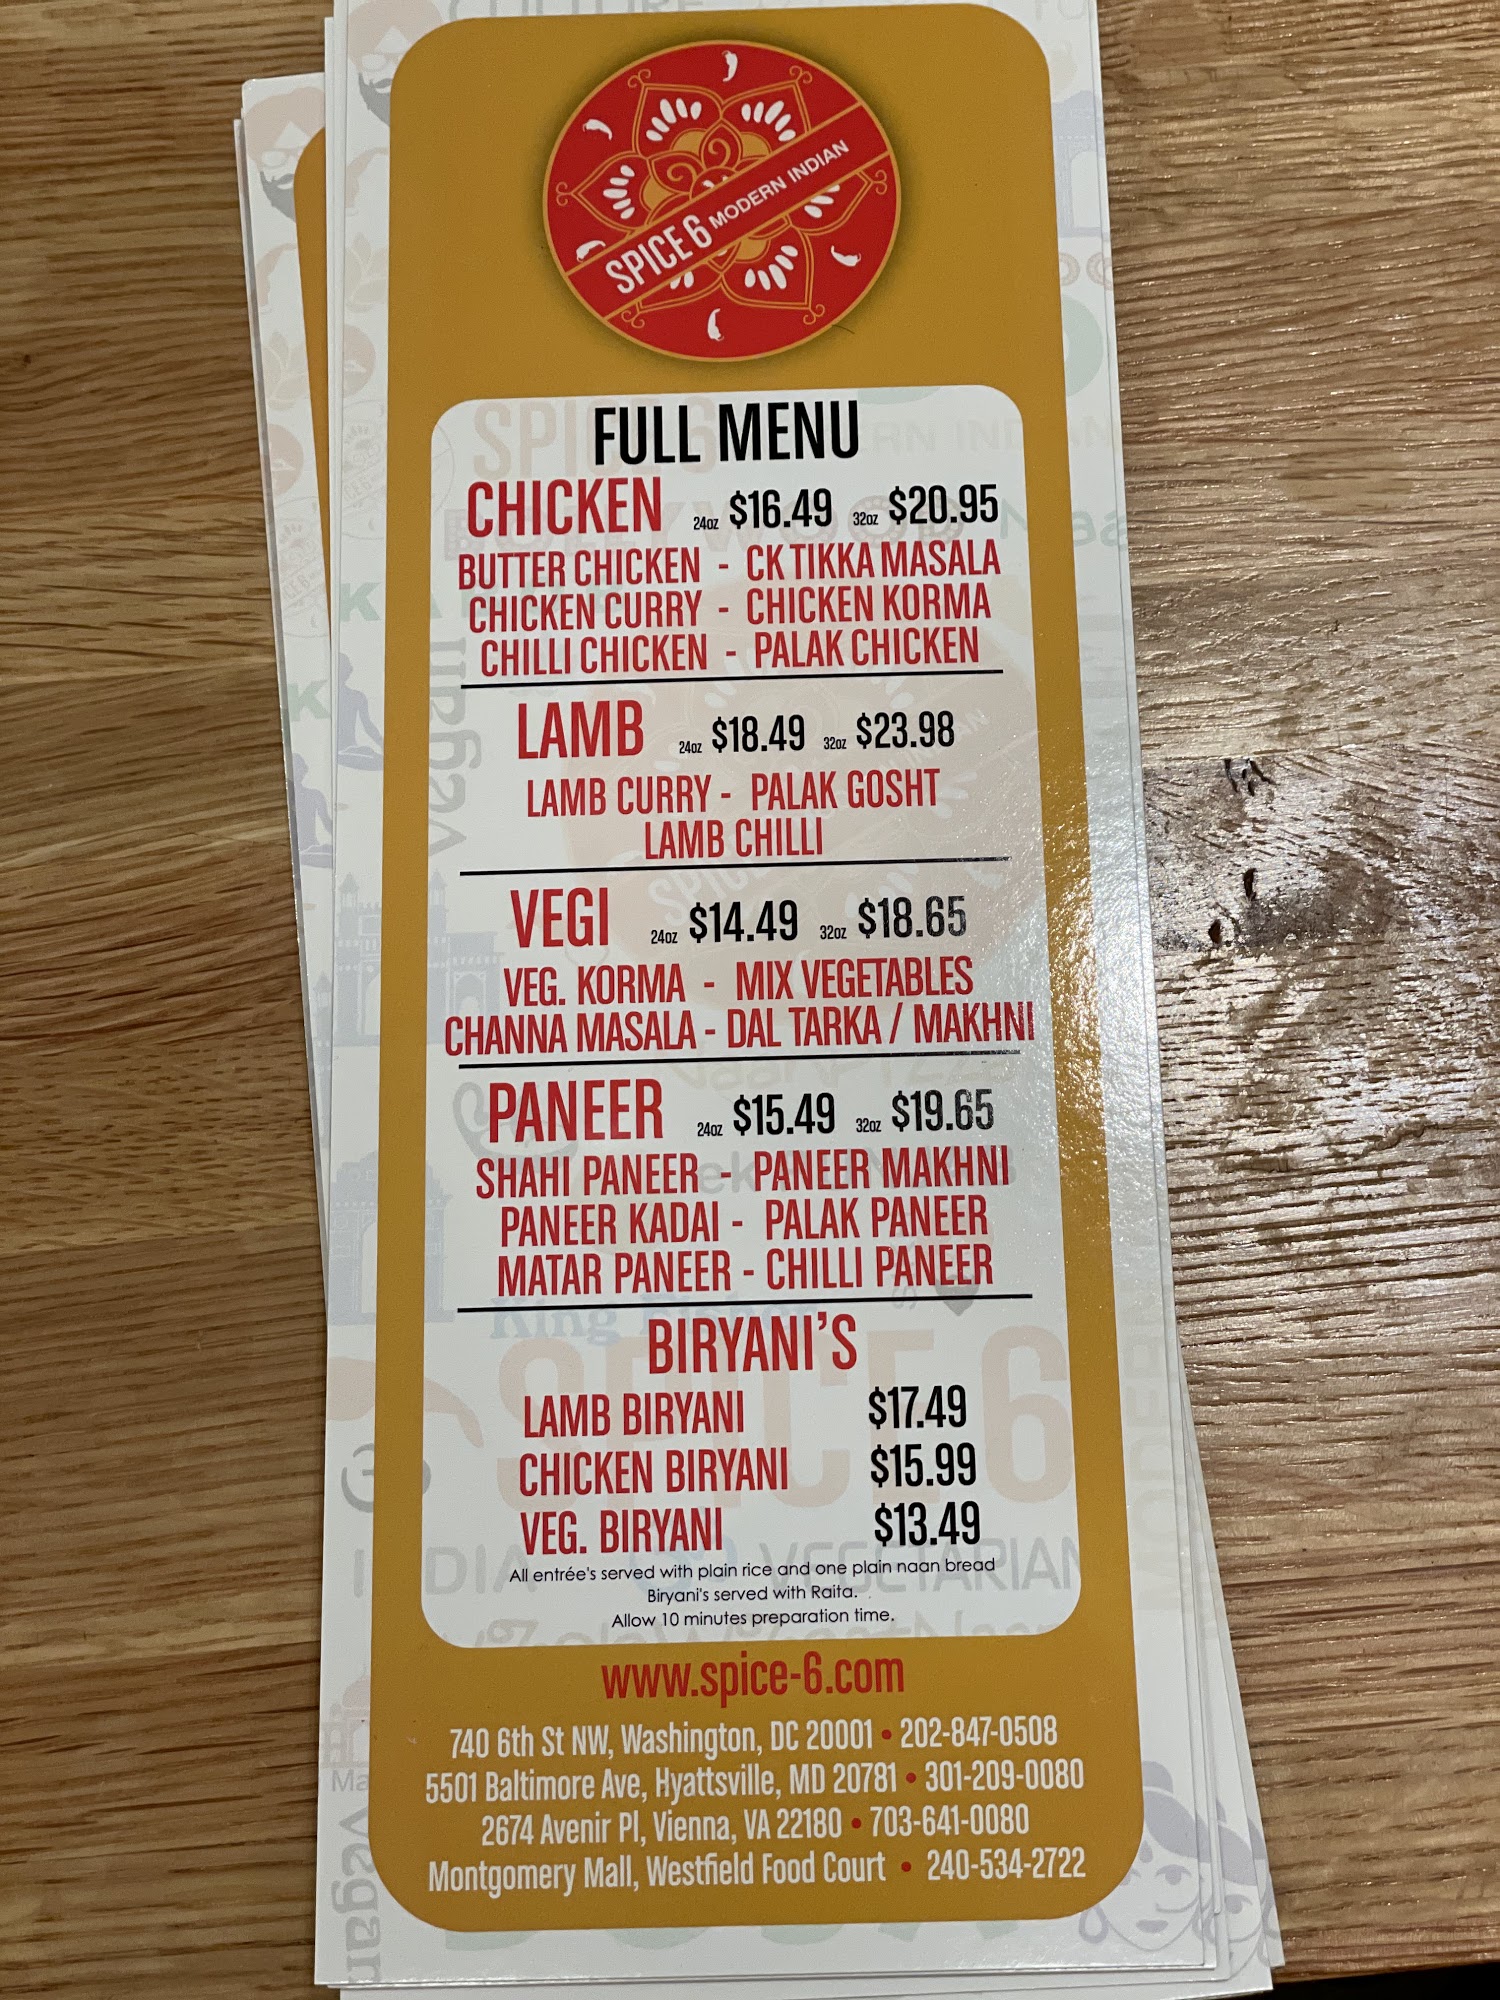 SPICE 6 MODERN INDIAN
FULL MENU
CHICKEN 24oz $16.49 32oz $20.95
BUTTER CHICKEN - CK TIKKA MASALA
CHICKEN CURRY - CHICKEN KORMA
CHILLI CHICKEN - PALAK CHICKEN
LAMB 24oz $18.49 32oz $23.98
LAMB CURRY - PALAK GOSHT
LAMB CHILLI
VEGI 24oz $14.49 32oz $18.65
VEG. KORMA - MIX VEGETABLES
CHANNA MASALA - DAL TARKA / MAKHNI
PANEER 24oz $15.49 32oz $19.65
SHAHI PANEER - PANEER MAKHNI
PANEER KADAI - PALAK PANEER
MATAR PANEER - CHILLI PANEER
BIRYANI'S
LAMB BIRYANI $17.49
CHICKEN BIRYANI $15.99
VEG. BIRYANI $13.49
All entrée's served with plain rice and one plain naan bread
Biryani's served with Raita.
Allow 10 minutes preparation time.
www.spice-6.com
740 6th St NW, Washington, DC 20001 • 202-847-0508
5501 Baltimore Ave, Hyattsville, MD 20781 • 301-209-0080
2674 Avenir Pl, Vienna, VA 22180 • 703-641-0080
Montgomery Mall, Westfield Food Court • 240-534-2722